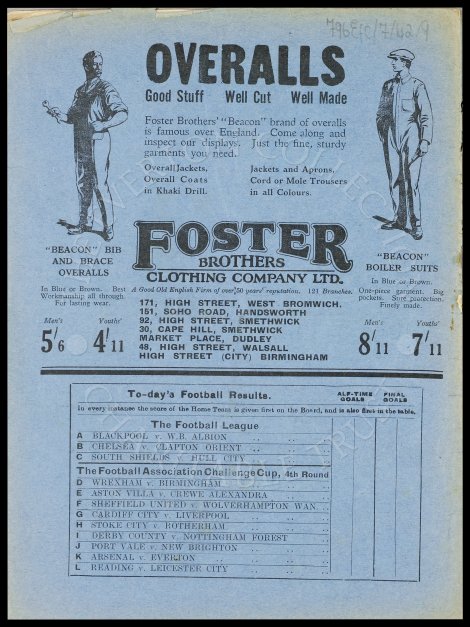 796EFC/7/U2/9
OVERALLS
Good Stuff Well Cut Well Made
Foster Brothers' "Beacon" brand of overalls
is famous over England. Come along and
inspect our displays. Just the fine, sturdy
garments you need.
Overall Jackets,
Overall Coats
in Khaki Drill.
Jackets and Aprons,
Cord or Mole Trousers
in all Colours.
"BEACON" BIB
AND BRACE
OVERALLS
In Blue or Brown. Best
Workmanship all through.
For lasting wear.
Men's Youths'
5/6 4/11
FOSTER
BROTHERS
CLOTHING COMPANY LTD.
A Good Old English Firm of over 50 years' reputation. 121 Branches.
171, HIGH STREET, WEST BROMWICH.
151, SOHO ROAD, HANDSWORTH
92, HIGH STREET, SMETHWICK
30, CAPE HILL, SMETHWICK
MARKET PLACE, DUDLEY
48, HIGH STREET, WALSALL
HIGH STREET (CITY) BIRMINGHAM
"BEACON"
BOILER SUITS
In Blue or Brown.
One-piece garment. Big
pockets. Sure protection.
Finely made.
Men's Youths'
8/11 7/11
To-day's Football Results.
HALF-TIME GOALS
FINAL GOALS
In every instance the score of the Home Team is given first on the Board, and is also first in the table.
The Football League
A BLACKPOOL v. W.B. ALBION
B CHELSEA v. CLAPTON ORIENT
C SOUTH SHIELDS v. HULL CITY
The Football Association Challenge Cup, 4th Round
D WREXHAM v. BIRMINGHAM
E ASTON VILLA v. CREWE ALEXANDRA
F SHEFFIELD UNITED v. WOLVERHAMPTON WAN.
G CARDIFF CITY v. LIVERPOOL
H STOKE CITY v. ROTHERHAM
I DERBY COUNTY v. NOTTINGHAM FOREST
J PORT VALE v. NEW BRIGHTON
K ARSENAL v. EVERTON
L READING v. LEICESTER CITY